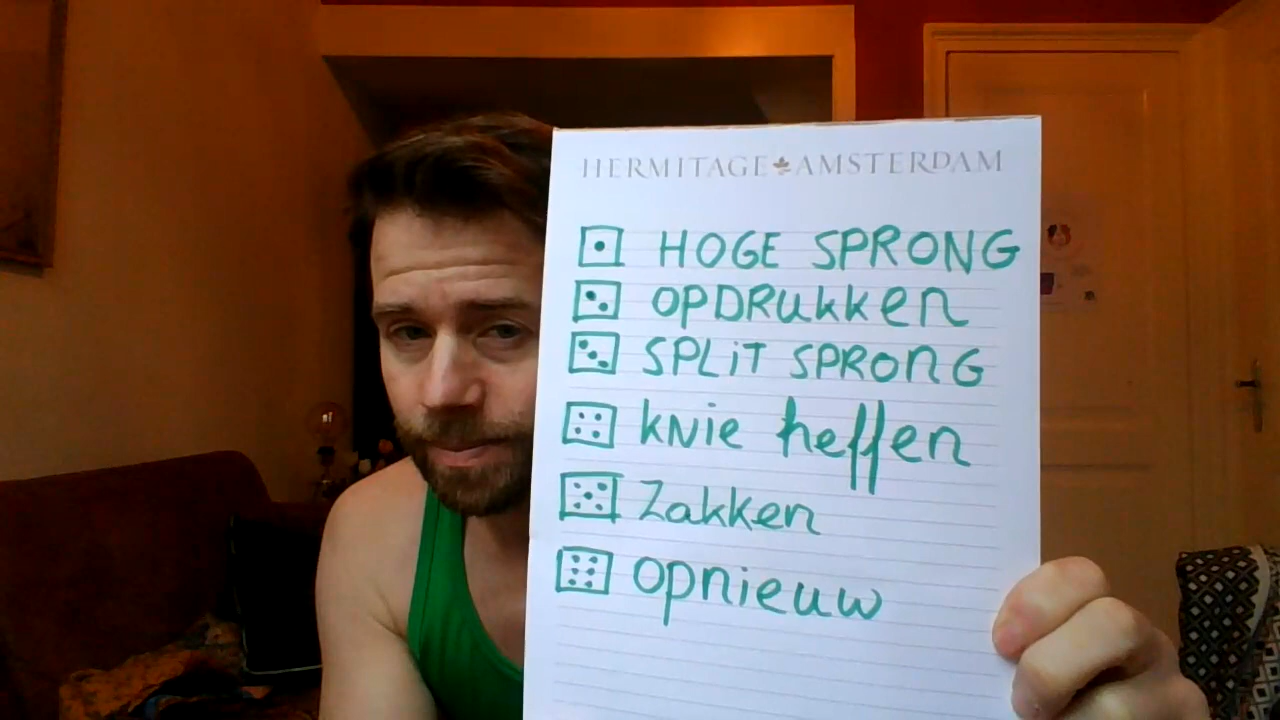 HERMITAGE AMSTERDAM
HOGE SPRONG
OPDRUKKEN
SPLIT SPRONG
KNIE heffen
Zakken
opnieuw